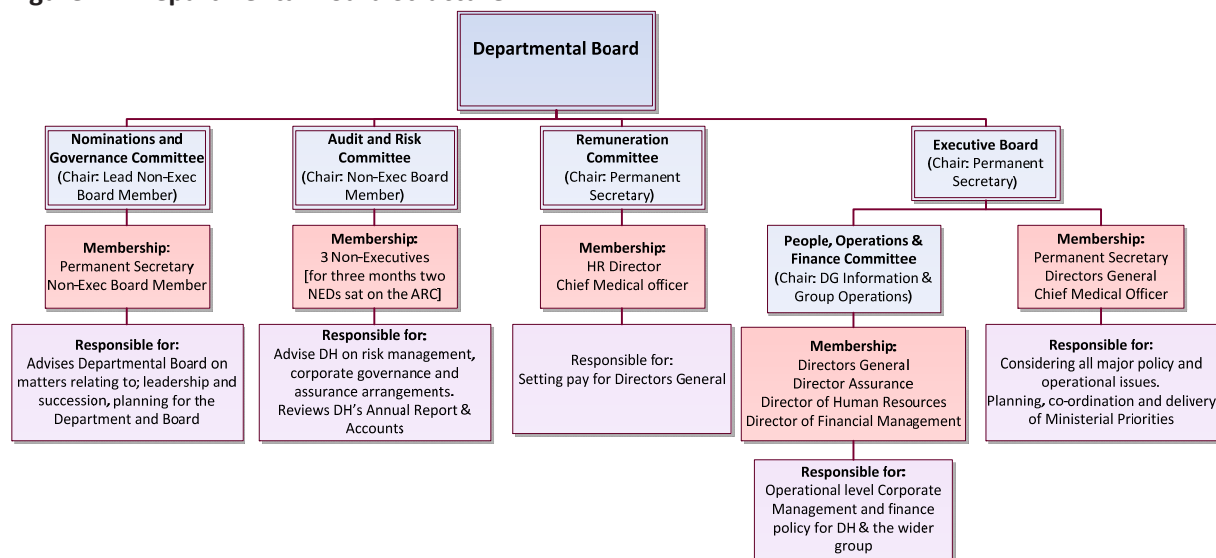 Departmental Board
Nominations and
Governance Committee
(Chair: Lead Non-Exec
Board Member)
Audit and Risk
Committee
(Chair: Non-Exec Board
Member)
Remuneration
Committee
(Chair: Permanent
Secretary)
Executive Board
(Chair: Permanent
Secretary)
Membership:
Permanent Secretary
Non-Exec Board Member
Membership:
3 Non-Executives
[for three months two
NEDs sat on the ARC]
Membership:
HR Director
Chief Medical officer
People, Operations &
Finance Committee
(Chair: DG Information &
Group Operations)
Membership:
Permanent Secretary
Directors General
Chief Medical Officer
Responsible for:
Advises Departmental Board on
matters relating to; leadership and
succession, planning for the
Department and Board
Responsible for:
Advise DH on risk management,
corporate governance and
assurance arrangements.
Reviews DH's Annual Report &
Accounts
Responsible for:
Setting pay for Directors General
Membership:
Directors General
Director Assurance
Director of Human Resources
Director of Financial Management
Responsible for:
Considering all major policy and
operational issues.
Planning, co-ordination and delivery
of Ministerial Priorities
Responsible for:
Operational level Corporate
Management and finance
policy for DH & the wider
group